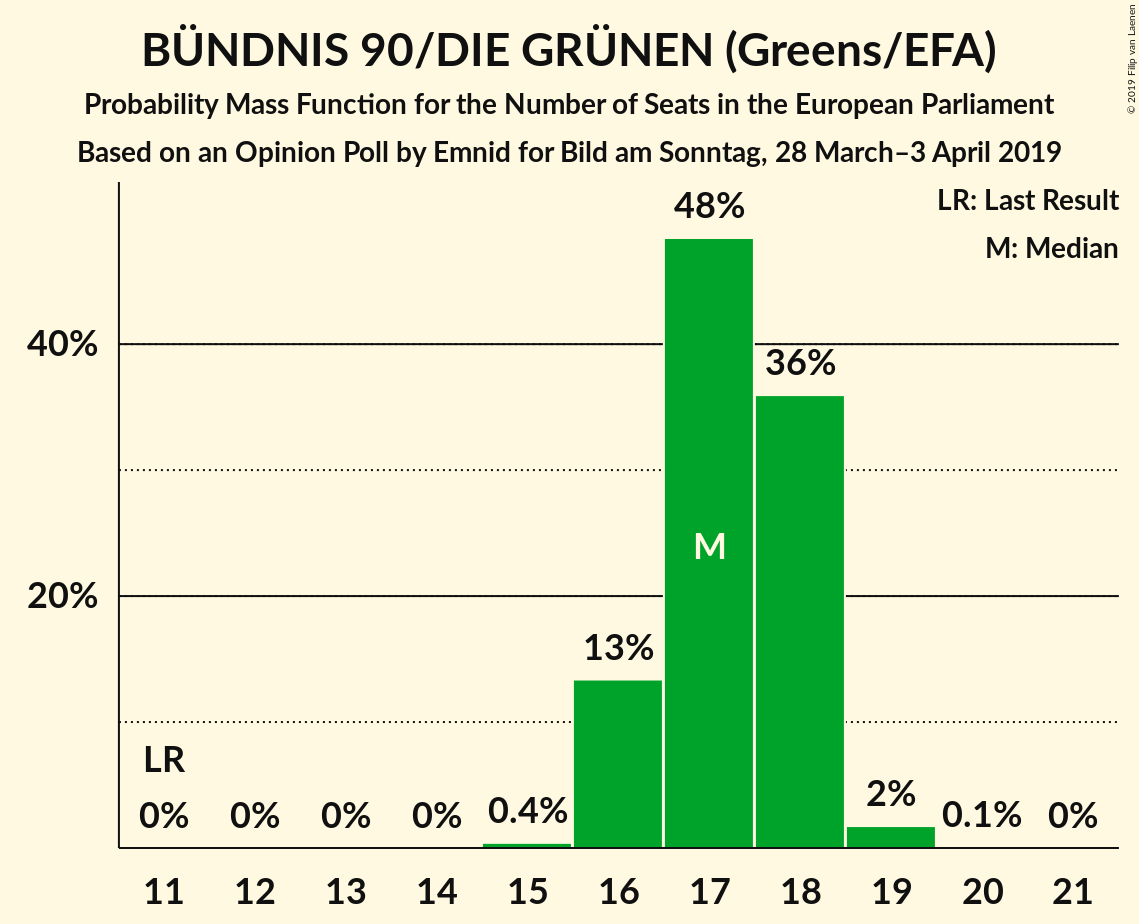 BÜNDNIS 90/DIE GRÜNEN (Greens/EFA)
Probability Mass Function for the Number of Seats in the European Parliament
Based on an Opinion Poll by Emnid for Bild am Sonntag, 28 March–3 April 2019
© 2019 Filip van Laenen
LR: Last Result
M: Median
48%
40%
36%
M
20%
13%
LR
0% 0% 0% 0% 0.4% 2% 0.1% 0%
11 12 13 14 15 16 17 18 19 20 21